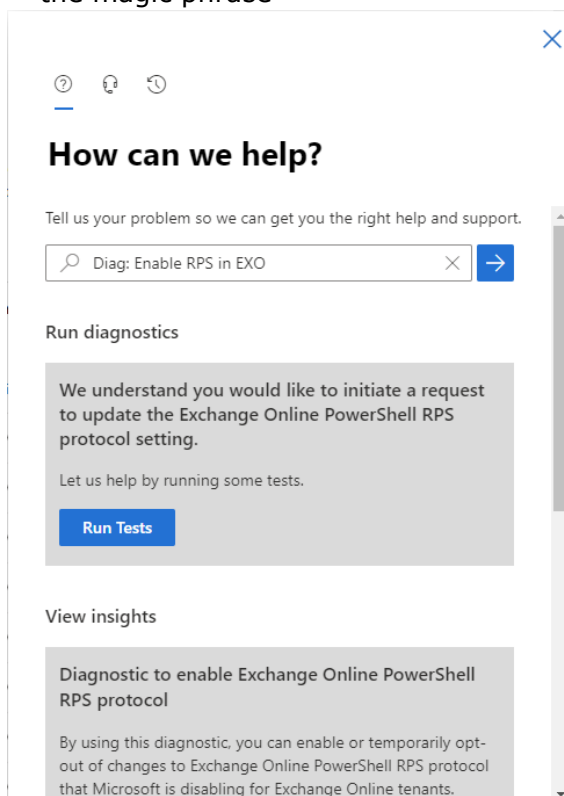 the magic phrase
How can we help?
Tell us your problem so we can get you the right help and support.
Diag: Enable RPS in EXO
Run diagnostics
We understand you would like to initiate a request
to update the Exchange Online PowerShell RPS
protocol setting.
Let us help by running some tests.
Run Tests
View insights
Diagnostic to enable Exchange Online PowerShell
RPS protocol
By using this diagnostic, you can enable or temporarily opt-
out of changes to Exchange Online PowerShell RPS protocol
that Microsoft is disabling for Exchange Online tenants.